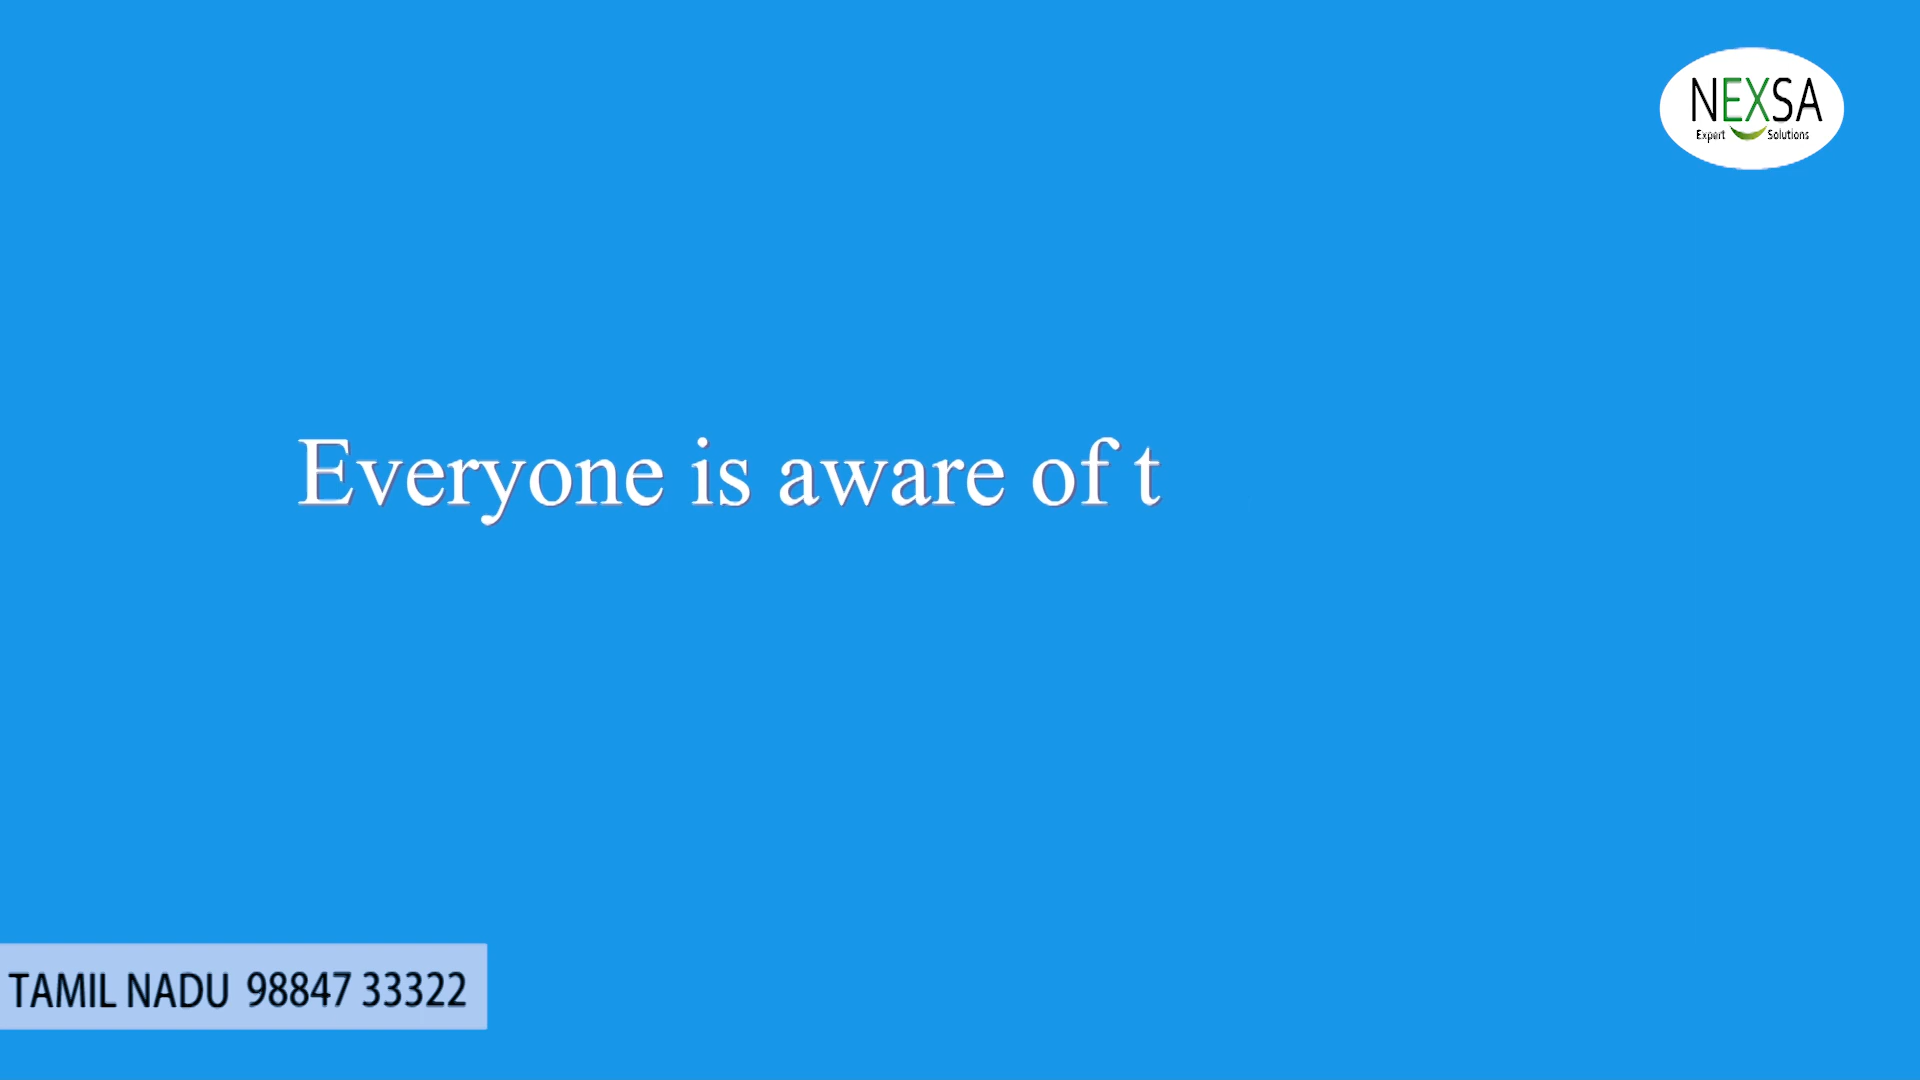 NEXSA
Expert Solutions
Everyone is aware of t
TAMIL NADU 98847 33322